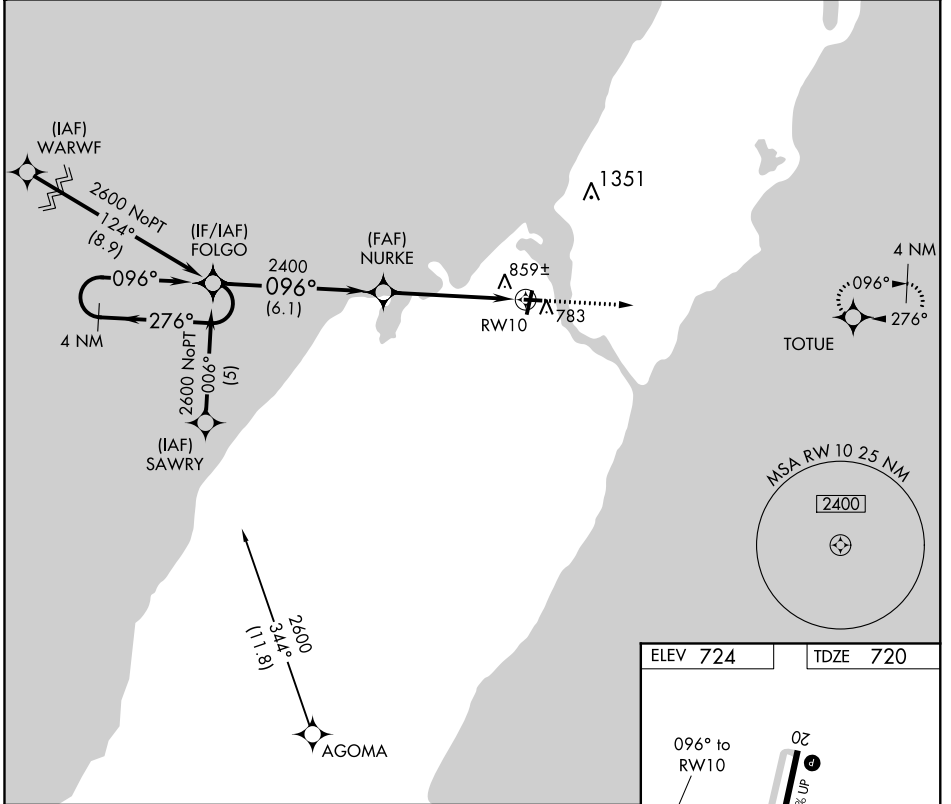 (IAF)
WARWF
2600 NoPT
124°
(8.9)
(IF/IAF)
FOLGO
096°
276°
4 NM
2400
096°
(6.1)
(FAF)
NURKE
2600 NoPT
006°
(5)
(IAF)
SAWRY
859±
783
RW10
1351
4 NM
096°
276°
TOTUE
MSA RW 10 25 NM
2400
2600
344°
(11.8)
AGOMA
ELEV 724
TDZE 720
096° to
RW10
20
P
% UP